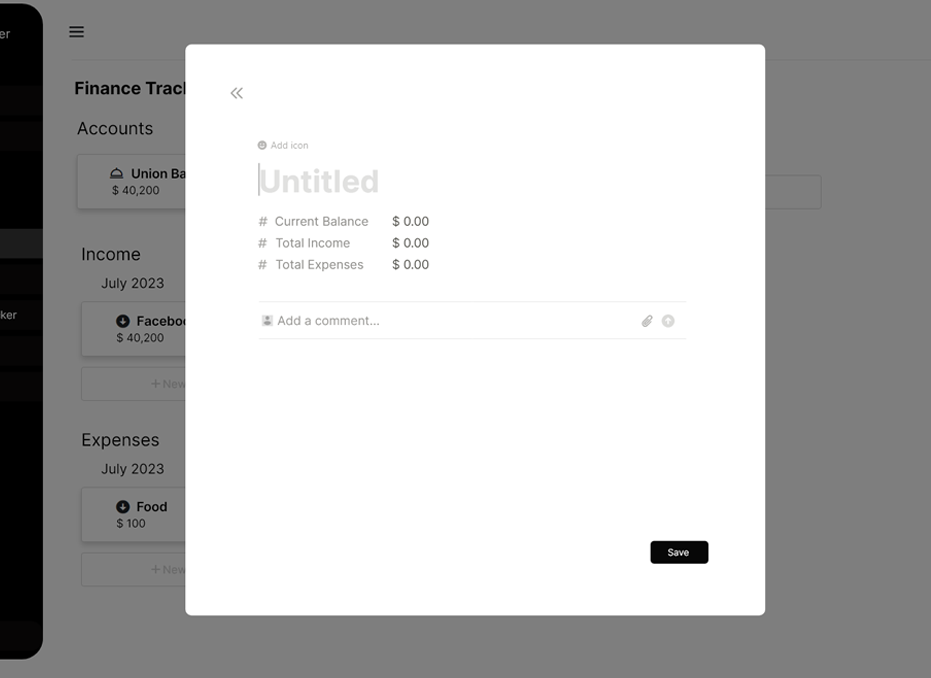 er
Finance Trac
Accounts
Union Ba
$ 40,200
Income
July 2023
ker
Faceboo
$ 40,200
+ New
Expenses
July 2023
Food
$ 100
+ New
Add icon
Untitled
# Current Balance $ 0.00
# Total Income $ 0.00
# Total Expenses $ 0.00
Add a comment...
Save